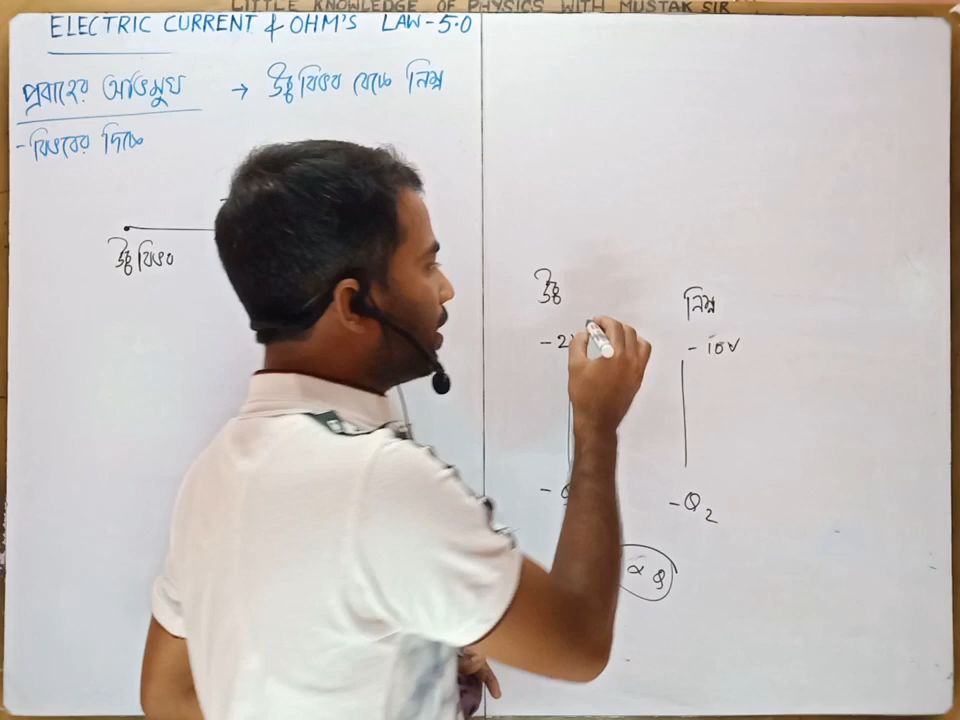 LITTLE KNOWLEDGE OF PHYSICS WITH MUSTAK SIR
ELECTRIC CURRENT & OHM'S LAW-5.0
প্রবাহের অভিমুখ → উচ্চ বিভব থেকে নিম্ন
- বিভবের দিকে
উচ্চ বিভব
উচ্চ
নিম্ন
-2
-10V
-Q2
α Q